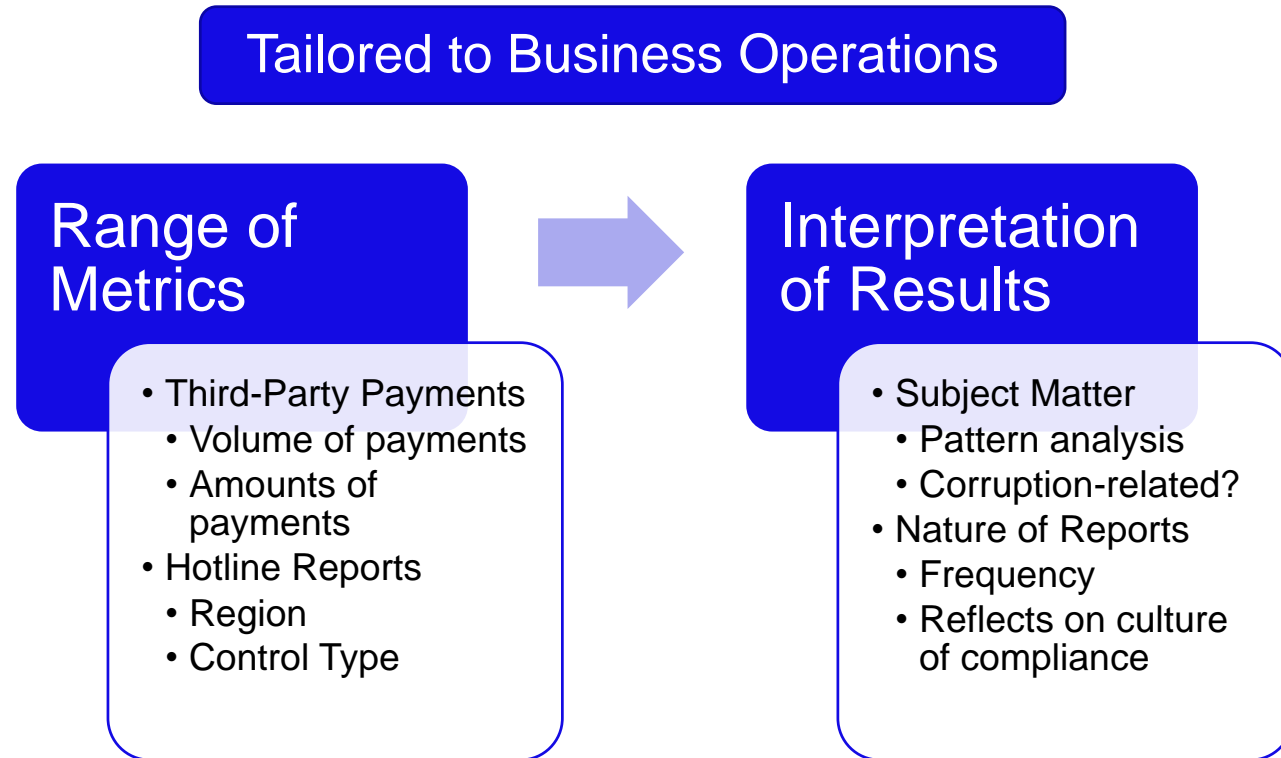 Tailored to Business Operations
Range of
Metrics
• Third-Party Payments
• Volume of payments
• Amounts of
payments
• Hotline Reports
• Region
• Control Type
Interpretation
of Results
• Subject Matter
• Pattern analysis
• Corruption-related?
• Nature of Reports
• Frequency
• Reflects on culture
of compliance